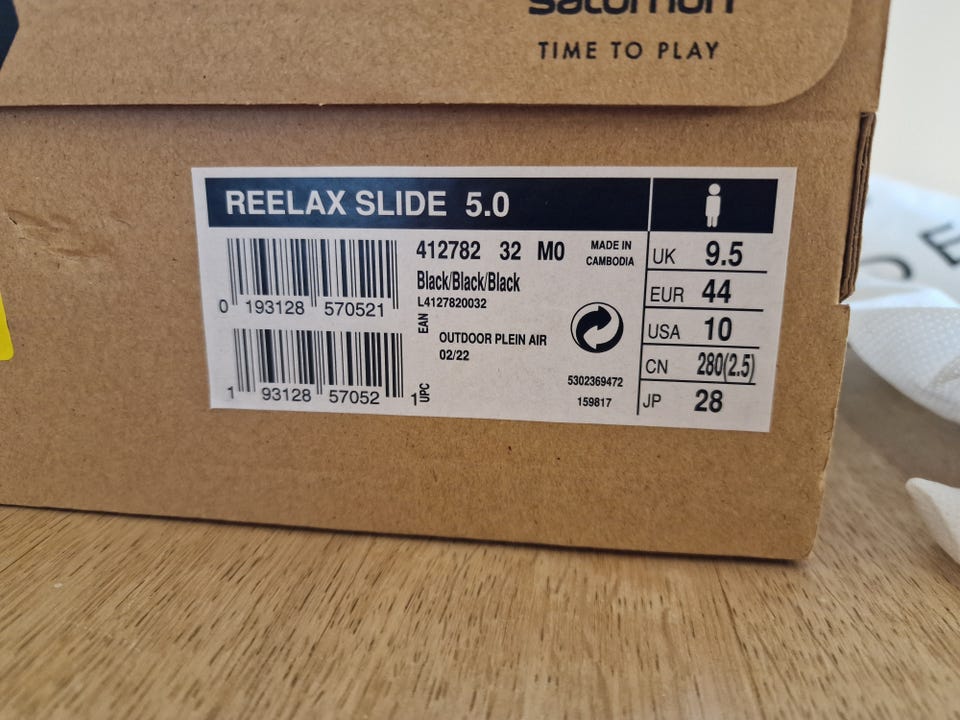 salomon
TIME TO PLAY
REELAX SLIDE 5.0
412782 32 M0
MADE IN
CAMBODIA
Black/Black/Black
L4127820032
0 193128 570521
EAN
OUTDOOR PLEIN AIR
02/22
1 93128 57052 1
UPC
5302369472
159817
UK 9.5
EUR 44
USA 10
CN 280(2.5)
JP 28